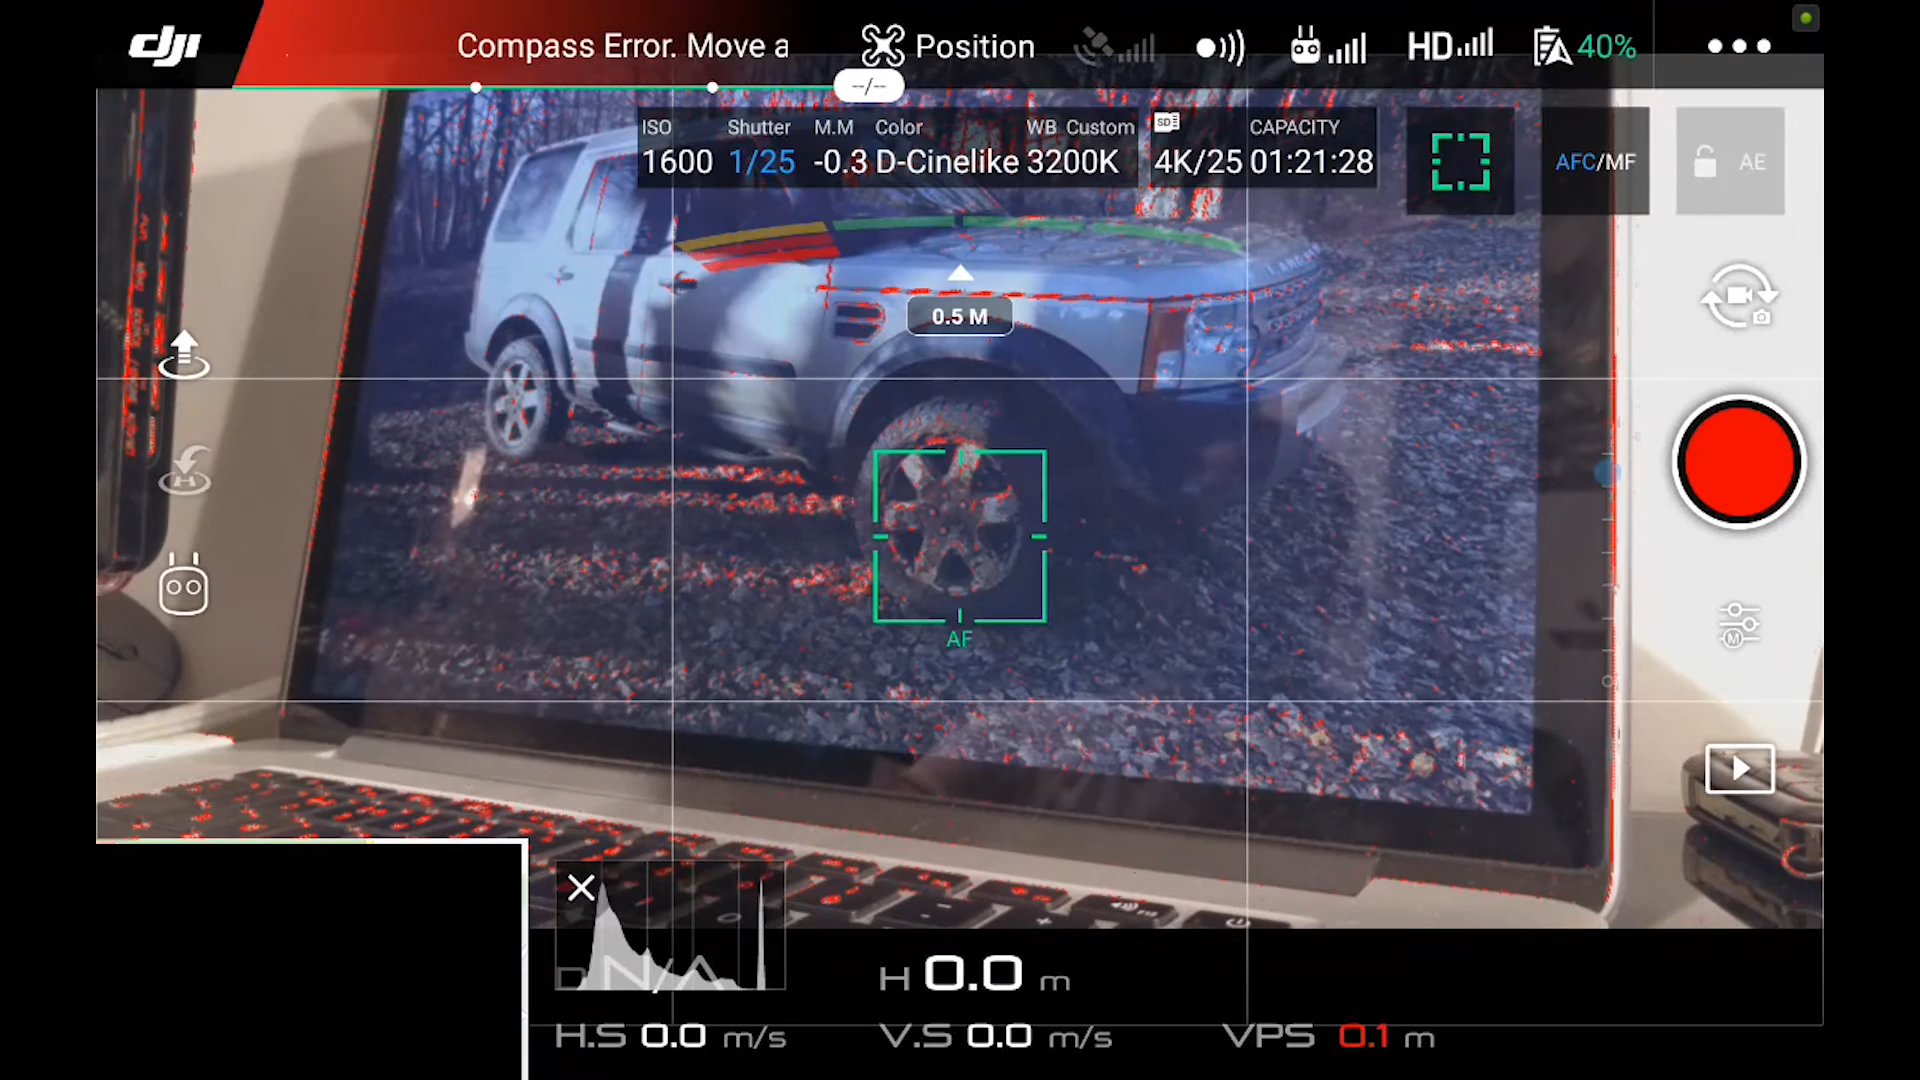 dji
Compass Error. Move a
Position
HD
40%
--/--
ISO
1600
Shutter
1/25
M.M
-0.3
Color
D-Cinelike
WB Custom
3200K
SD
4K/25
CAPACITY
01:21:28
AFC/MF
AE
0.5 M
AF
M
D N/A
H 0.0 m
H.S 0.0 m/s
V.S 0.0 m/s
VPS 0.1 m